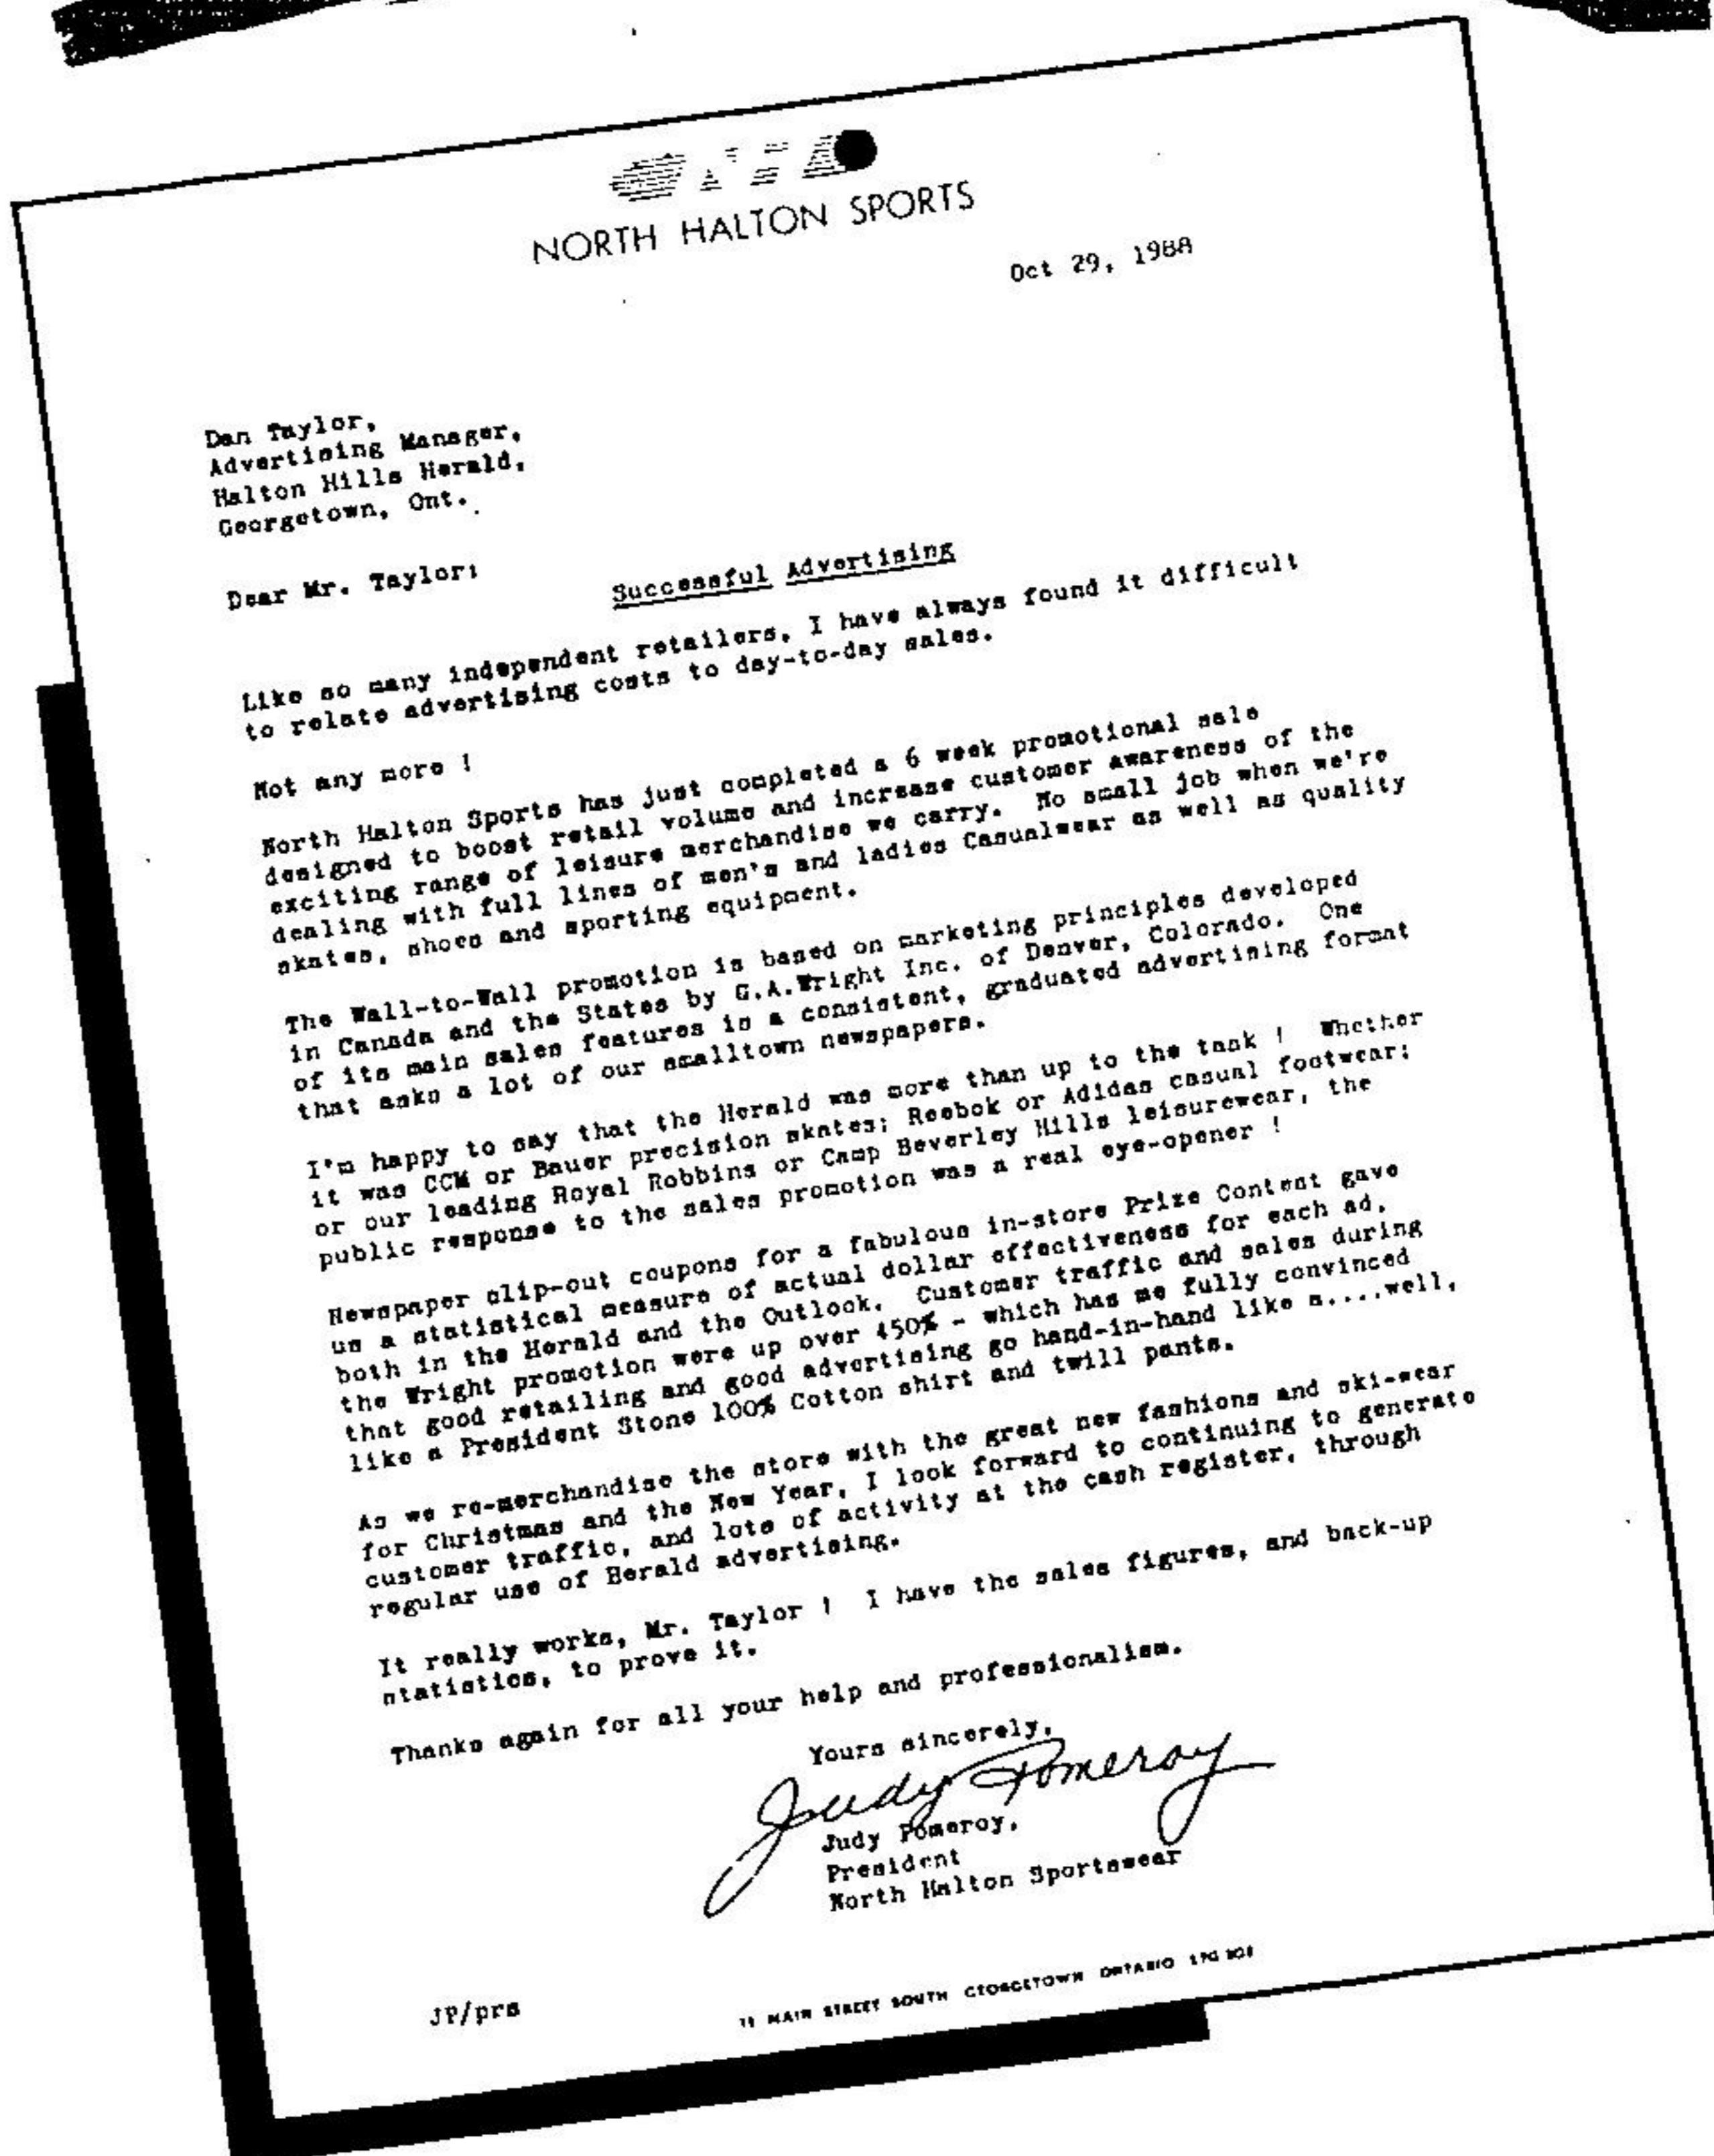 NORTH HALTON SPORTS
Oct 29, 1988
Dan Taylor,
Advertising Manager,
Halton Hills Herald,
Georgetown, Ont.
Dear Mr. Taylor:
Successful Advertising
Like so many independent retailers, I have always found it difficult
to relate advertising costs to day-to-day sales.
Not any more !
North Halton Sports has just completed a 6 week promotional sale
designed to boost retail volume and increase customer awareness of the
exciting range of leisure merchandise we carry. No small job when we're
dealing with full lines of men's and ladies Casualwear as well as quality
skates, shoes and sporting equipment.
The Wall-to-Wall promotion is based on marketing principles developed
in Canada and the States by G.A.Wright Inc. of Denver, Colorado. One
of its main sales features is a consistent, graduated advertising format
that asks a lot of our smalltown newspapers.
I'm happy to say that the Herald was more than up to the task ! Whether
it was CCM or Bauer precision skates; Reebok or Adidas casual footwear;
or our leading Royal Robbins or Camp Beverley Hills leisurewear, the
public response to the sales promotion was a real eye-opener !
Newspaper clip-out coupons for a fabulous in-store Prize Contest gave
us a statistical measure of actual dollar effectiveness for each ad,
both in the Herald and the Outlook. Customer traffic and sales during
the Wright promotion were up over 450% - which has me fully convinced
that good retailing and good advertising go hand-in-hand like a....well,
like a President Stone 100% Cotton shirt and twill pants.
As we re-merchandise the store with the great new fashions and ski-wear
for Christmas and the New Year, I look forward to continuing to generate
customer traffic, and lots of activity at the cash register, through
regular use of Herald advertising.
It really works, Mr. Taylor ! I have the sales figures, and back-up
statistics, to prove it.
Thanks again for all your help and professionalism.
Yours sincerely,
Judy Pomeroy
Judy Pomeroy,
President
North Halton Sportswear
JP/prs
MAIN STREET SOUTH GEORGETOWN ONTARIO